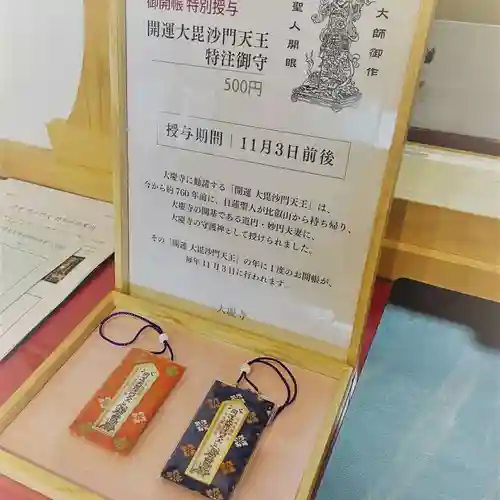 御開帳 特別授与
開運大毘沙門天王
特注御守
500円
大師御作
聖人開眼
授与期間｜11月3日前後
大慶寺に勧請する「開運 大毘沙門天王」は、
今から約760年前に、日蓮聖人が比叡山から持ち帰り、
大慶寺の開基である道円・妙円夫妻に、
大慶寺の守護神として授けられました。
その「開運 大毘沙門天王」の年に1度のお開帳が、
毎年11月3日に行われます。
大慶寺